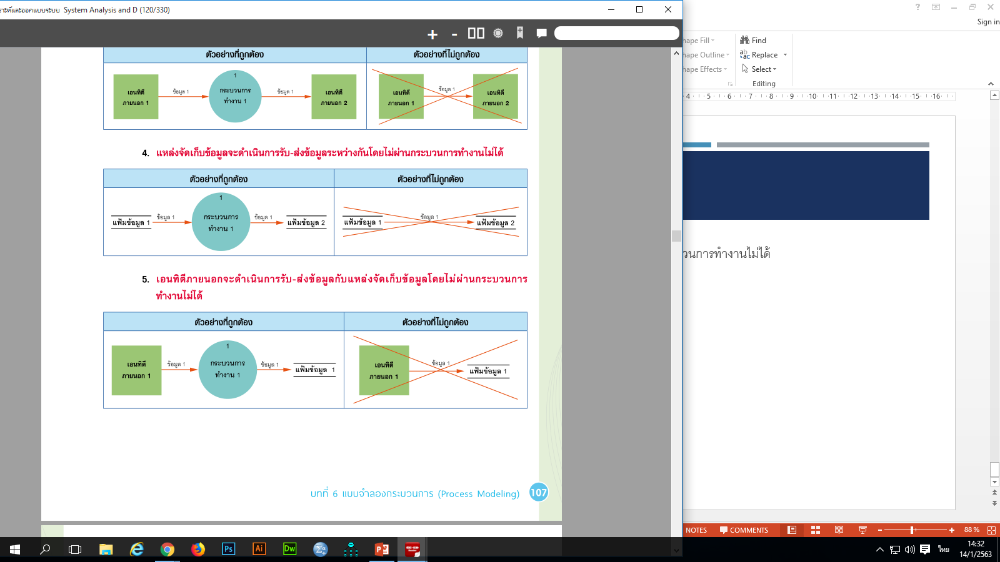 ราะห์และออกแบบระบบ System Analysis and D (120/330)
ตัวอย่างที่ถูกต้อง
ตัวอย่างที่ไม่ถูกต้อง
เอนทิตี
ภายนอก 1
ข้อมูล 1
1
กระบวนการ
ทำงาน 1
ข้อมูล 1
เอนทิตี
ภายนอก 2
เอนทิตี
ภายนอก 1
ข้อมูล 1
เอนทิตี
ภายนอก 2
4. แหล่งจัดเก็บข้อมูลจะดำเนินการรับ-ส่งข้อมูลระหว่างกันโดยไม่ผ่านกระบวนการทำงานไม่ได้
ตัวอย่างที่ถูกต้อง
ตัวอย่างที่ไม่ถูกต้อง
แฟ้มข้อมูล 1
ข้อมูล 1
1
กระบวนการ
ทำงาน 1
ข้อมูล 1
แฟ้มข้อมูล 2
แฟ้มข้อมูล 1
ข้อมูล 1
แฟ้มข้อมูล 2
5. เอนทิตีภายนอกจะดำเนินการรับ-ส่งข้อมูลกับแหล่งจัดเก็บข้อมูลโดยไม่ผ่านกระบวนการ
ทำงานไม่ได้
ตัวอย่างที่ถูกต้อง
ตัวอย่างที่ไม่ถูกต้อง
เอนทิตี
ภายนอก 1
ข้อมูล 1
1
กระบวนการ
ทำงาน 1
ข้อมูล 1
แฟ้มข้อมูล 1
เอนทิตี
ภายนอก 1
ข้อมูล 1
แฟ้มข้อมูล 1
บทที่ 6 แบบจำลองกระบวนการ (Process Modeling) 107
Sign in
hape Fill
hape Outline
hape Effects
Find
Replace
Select
Editing
4 5 6 7 8 9 10 11 12 13 14 15 16
วนการทำงานไม่ได้
NOTES
COMMENTS
88 %
Ps
Ai
Dw
ไทย
14:32
14/1/2563